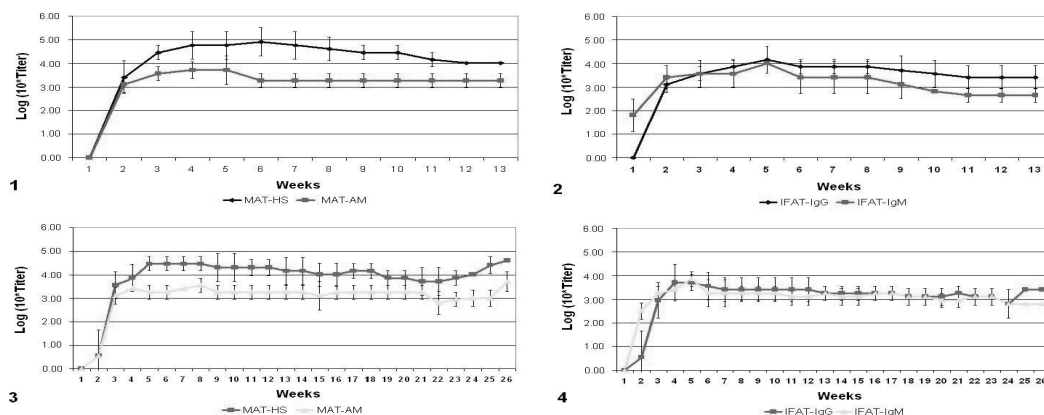 Log (10*Titer)
6.00
5.00
4.00
3.00
2.00
1.00
0.00
1 2 3 4 5 6 7 8 9 10 11 12 13
Weeks
1
MAT-HS MAT-AM
Log (10*Titer)
6.00
5.00
4.00
3.00
2.00
1.00
0.00
1 2 3 4 5 6 7 8 9 10 11 12 13
Weeks
2
IFAT-IgG IFAT-IgM
Log (10*Titer)
6.00
5.00
4.00
3.00
2.00
1.00
0.00
1 2 3 4 5 6 7 8 9 10 11 12 13 14 15 16 17 18 19 20 21 22 23 24 25 26
Weeks
3
MAT-HS MAT-AM
Log (10*Titer)
6.00
5.00
4.00
3.00
2.00
1.00
0.00
1 2 3 4 5 6 7 8 9 10 11 12 13 14 15 16 17 18 19 20 21 22 23 24 25 26
Weeks
4
IFAT-IgG IFAT-IgM